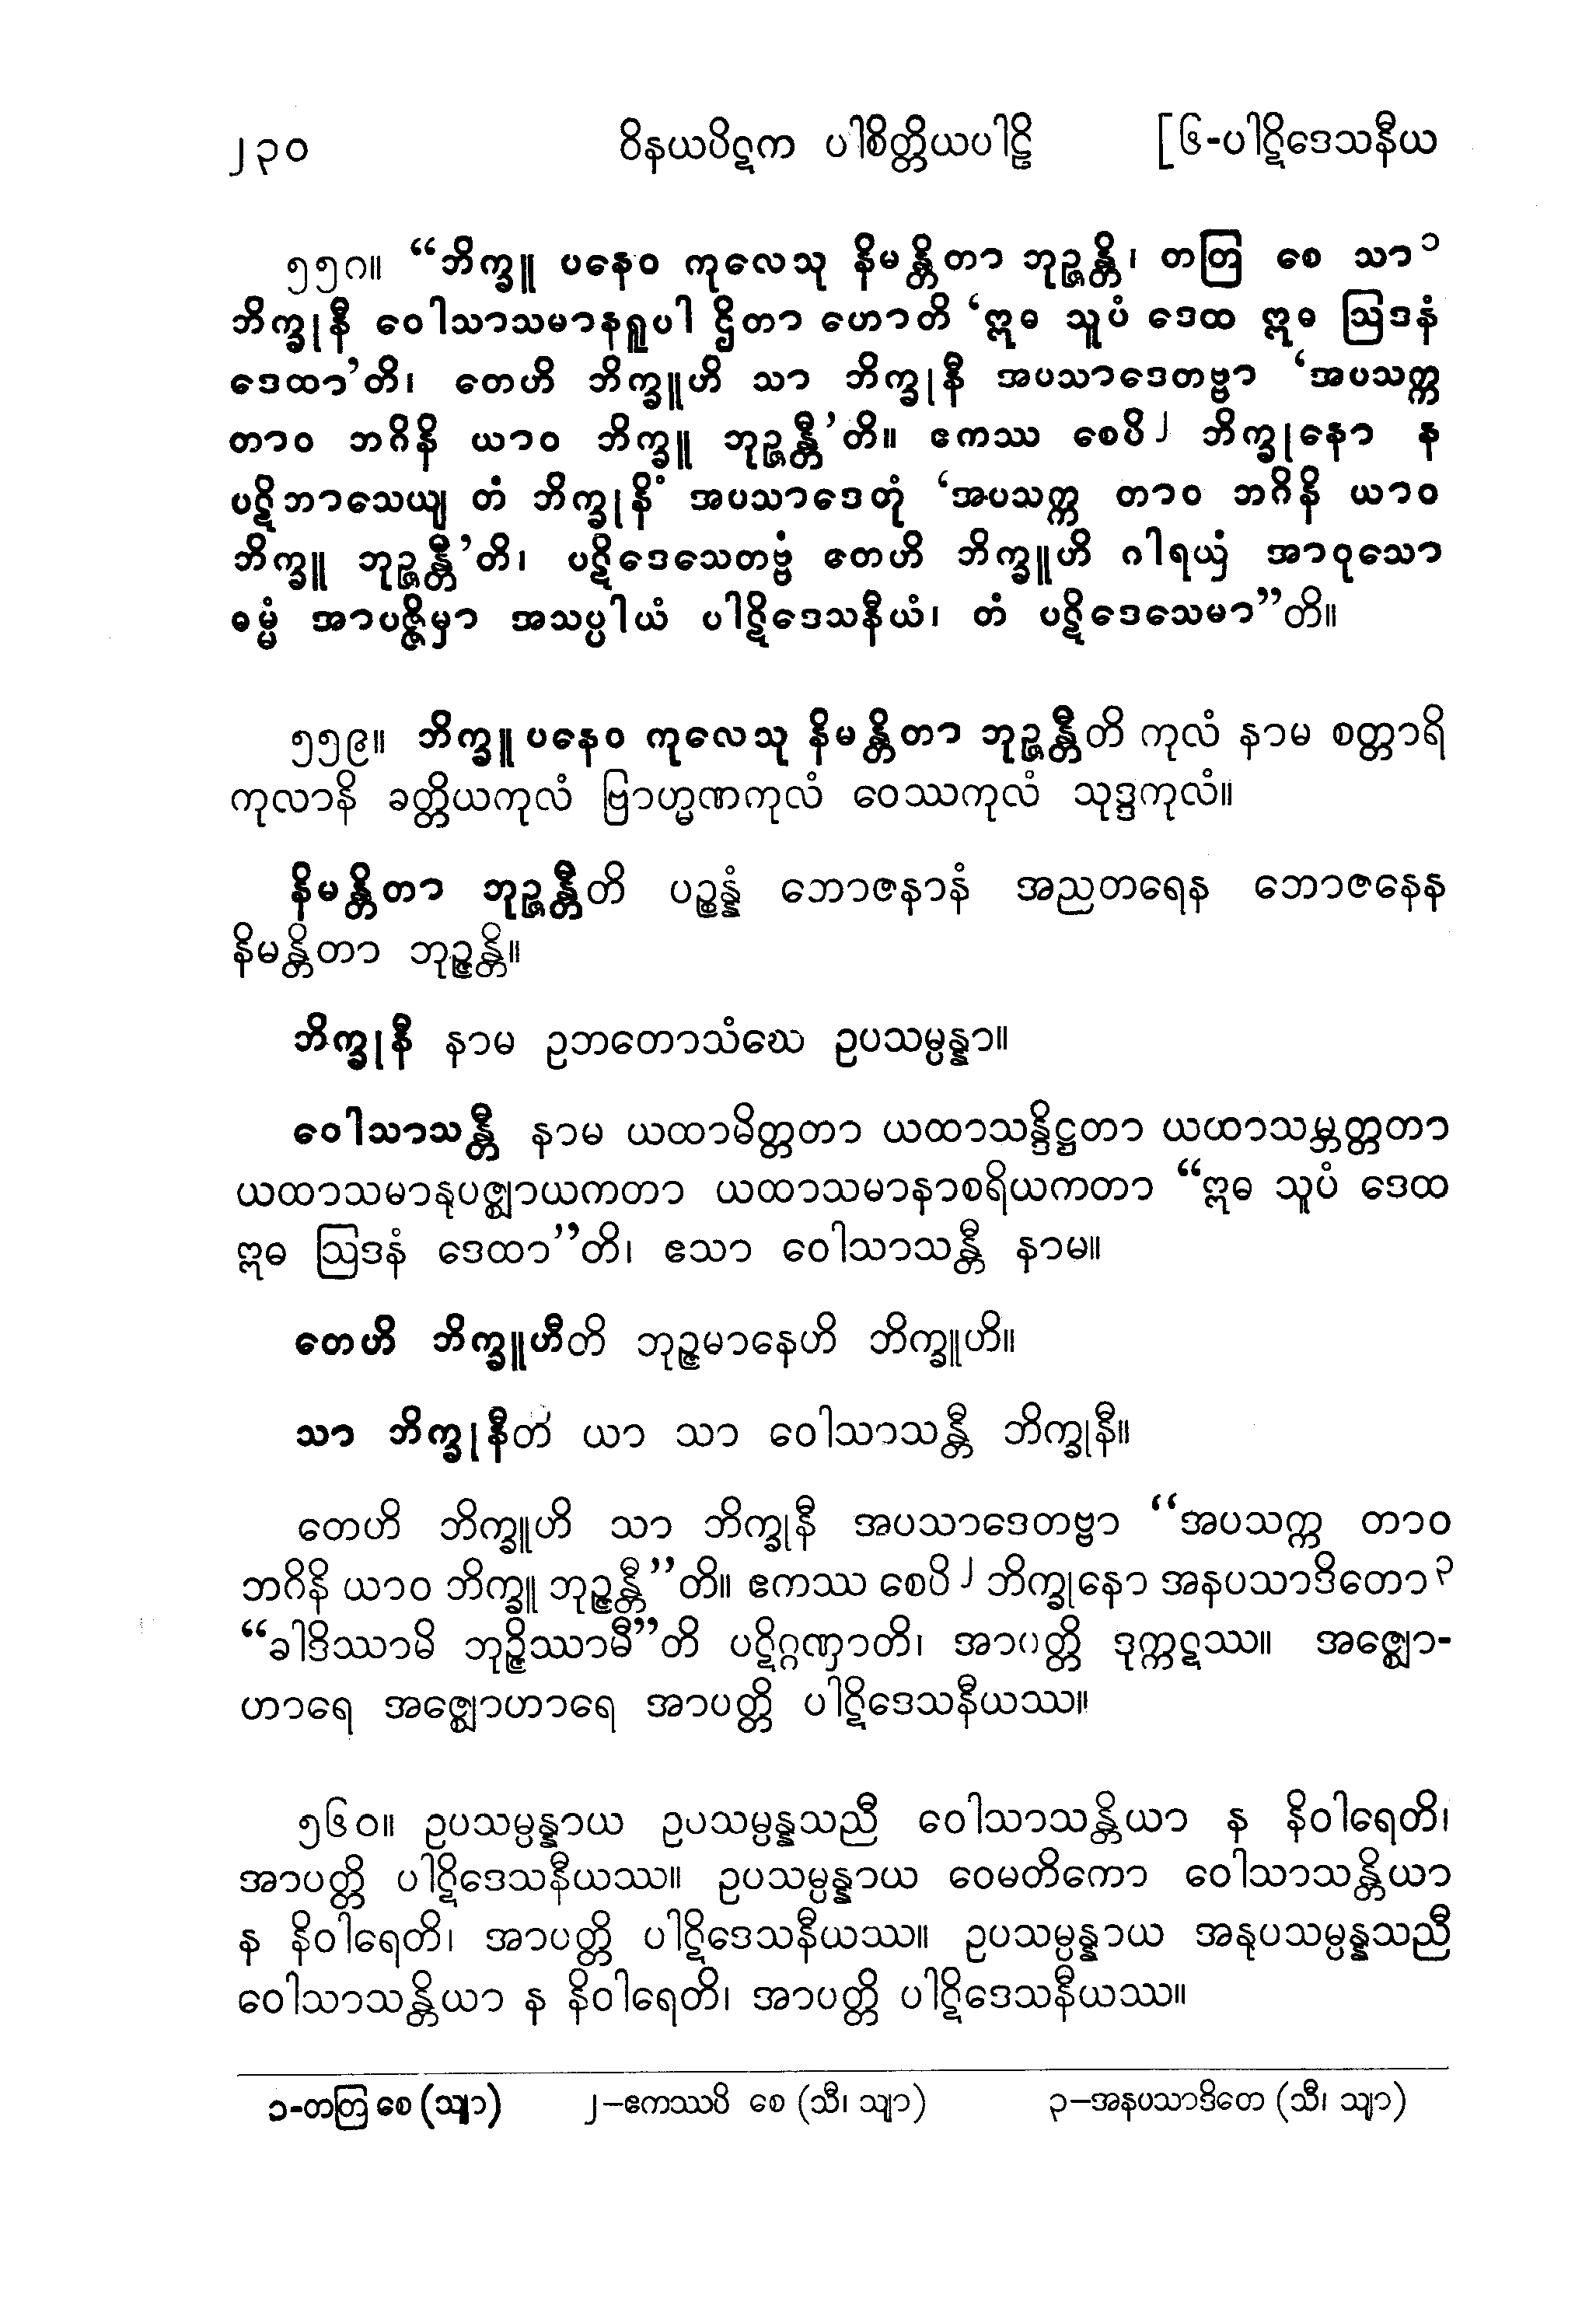 ၂၃၀ ဝိနယပိဋက ပါစိတ္တိယပါဠိ [၆-ပါဋိဒေသနီယ
၅၅၈။ “ဘိက္ခူ ပနေဝ ကုလေသု နိမန္တိတာ ဘုဉ္ဇန္တိ၊ တတြ စေ သာ ၁
ဘိက္ခုနီ ဝေါသာသမာနရူပါ ဌိတာ ဟောတိ ‘ဣဓ သူပံ ဒေထ ဣဓ ဩဒနံ
ဒေထာ’တိ၊ တေဟိ ဘိက္ခူဟိ သာ ဘိက္ခုနီ အပသာဒေတဗ္ဗာ ‘အပသက္က
တာဝ ဘဂိနိ ယာဝ ဘိက္ခူ ဘုဉ္ဇန္တီ’တိ။ ဧကဿ စေပိ ၂ ဘိက္ခုနော န
ပဋိဘာသေယျ တံ ဘိက္ခုနိံ အပသာဒေတုံ ‘အပသက္က တာဝ ဘဂိနိ ယာဝ
ဘိက္ခူ ဘုဉ္ဇန္တီ’တိ၊ ပဋိဒေသေတဗ္ဗံ တေဟိ ဘိက္ခူဟိ ဂါရယှံ အာဝုသော
ဓမ္မံ အာပဇ္ဇိမှာ အသပ္ပါယံ ပါဋိဒေသနီယံ၊ တံ ပဋိဒေသေမာ”တိ။
၅၅၉။ ဘိက္ခူ ပနေဝ ကုလေသု နိမန္တိတာ ဘုဉ္ဇန္တီတိ ကုလံ နာမ စတ္တာရိ
ကုလာနိ ခတ္တိယကုလံ ဗြာဟ္မဏကုလံ ဝေဿကုလံ သုဒ္ဒကုလံ။
နိမန္တိတာ ဘုဉ္ဇန္တီတိ ပဉ္စန္နံ ဘောဇနာနံ အညတရေန ဘောဇနေန
နိမန္တိတာ ဘုဉ္ဇန္တိ။
ဘိက္ခုနီ နာမ ဥဘတောသံဃေ ဥပသမ္ပန္နာ။
ဝေါသာသန္တီ နာမ ယထာမိတ္တတာ ယထာသန္ဒိဋ္ဌတာ ယထာသမ္ဘတ္တတာ
ယထာသမာနုပဇ္ဈာယကတာ ယထာသမာနာစရိယကတာ “ဣဓ သူပံ ဒေထ
ဣဓ ဩဒနံ ဒေထာ”တိ၊ ဧသာ ဝေါသာသန္တီ နာမ။
တေဟိ ဘိက္ခူဟီတိ ဘုဉ္ဇမာနေဟိ ဘိက္ခူဟိ။
သာ ဘိက္ခုနီတိ ယာ သာ ဝေါသာသန္တီ ဘိက္ခုနီ။
တေဟိ ဘိက္ခူဟိ သာ ဘိက္ခုနီ အပသာဒေတဗ္ဗာ “အပသက္က တာဝ
ဘဂိနိ ယာဝ ဘိက္ခူ ဘုဉ္ဇန္တီ”တိ။ ဧကဿ စေပိ ၂ ဘိက္ခုနော အနပသာဒိတော ၃
“ခါဒိဿာမိ ဘုဉ္ဇိဿာမီ”တိ ပဋိဂ္ဂဏှာတိ၊ အာပတ္တိ ဒုက္ကဋဿ။ အဇ္ဈော-
ဟာရေ အဇ္ဈောဟာရေ အာပတ္တိ ပါဋိဒေသနီယဿ။
၅၆၀။ ဥပသမ္ပန္နာယ ဥပသမ္ပန္နသညီ ဝေါသာသန္တိယာ န နိဝါရေတိ၊
အာပတ္တိ ပါဋိဒေသနီယဿ။ ဥပသမ္ပန္နာယ ဝေမတိကော ဝေါသာသန္တိယာ
န နိဝါရေတိ၊ အာပတ္တိ ပါဋိဒေသနီယဿ။ ဥပသမ္ပန္နာယ အနုပသမ္ပန္နသညီ
ဝေါသာသန္တိယာ န နိဝါရေတိ၊ အာပတ္တိ ပါဋိဒေသနီယဿ။
၁-တတြ စေ (သျာ) ၂–ဧကဿပိ စေ (သီ၊ သျာ) ၃–အနပသာဒိတေ (သီ၊ သျာ)